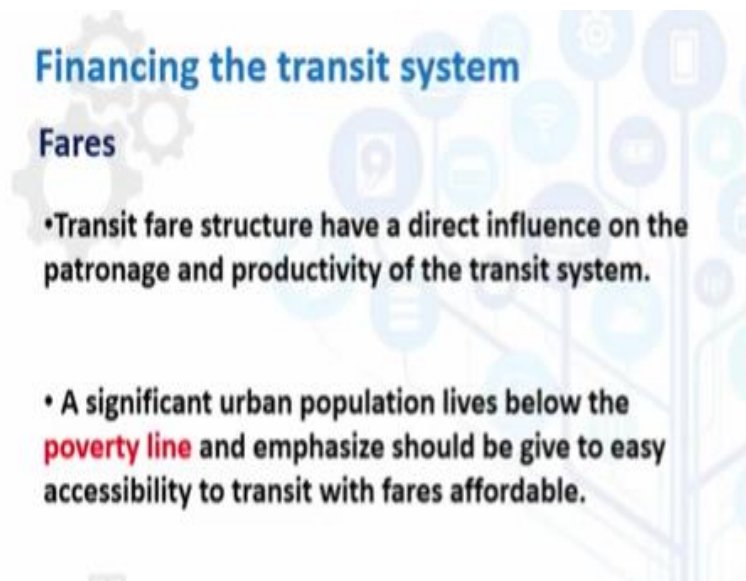 Financing the transit system
Fares
•Transit fare structure have a direct influence on the
patronage and productivity of the transit system.
• A significant urban population lives below the
poverty line and emphasize should be give to easy
accessibility to transit with fares affordable.